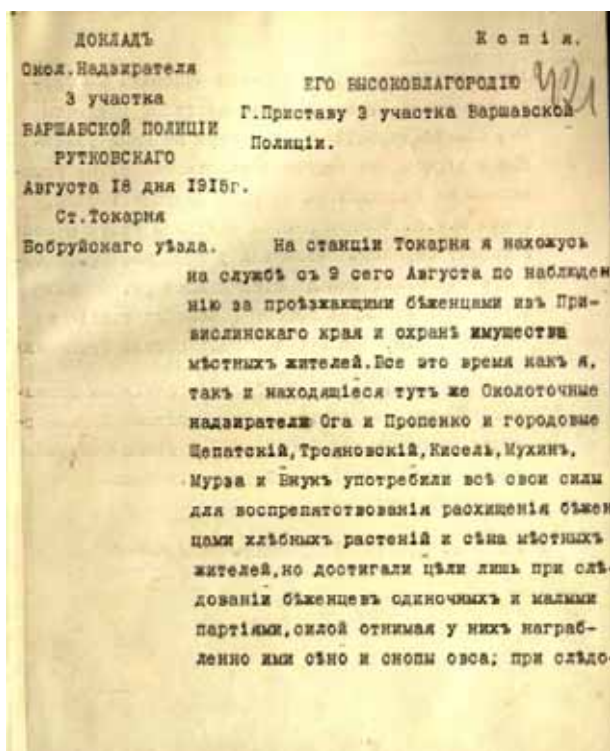 ДОКЛАДЪ
Окол.Надзирателя
3 участка
ВАРШАВСКОЙ ПОЛИЦІИ
РУТКОВСКАГО
Августа 18 дня 1915г.
Ст.Токарня
Бобруйскаго уѣзда.
Копія.
ЕГО ВЫСОКОБЛАГОРОДІЮ
Г.Приставу 3 участка Варшавской
Полиціи.
На станціи Токарня я нахожусь
на службѣ съ 9 сего Августа по наблюден
нію за проѣзжающими бѣженцами изъ При-
вислинскаго края и охранѣ имущества
мѣстныхъ жителей.Все это время какъ я,
такъ и находящіеся тутъ же Околоточные
надзиратели Ога и Пропенко и городовые
Щепатскій,Трояновскій,Кисель,Мухинъ,
Мурза и Внукъ употребили всѣ свои силы
для воспрепятствованія расхищенія бѣжен
цами хлѣбныхъ растеній и сѣна мѣстныхъ
жителей,но достигали цѣли лишь при слѣ-
дованіи бѣженцевъ одиночныхъ и малыми
партіями,силой отнимая у нихъ награб-
ленно ими сѣно и снопы овса; при слѣдо-